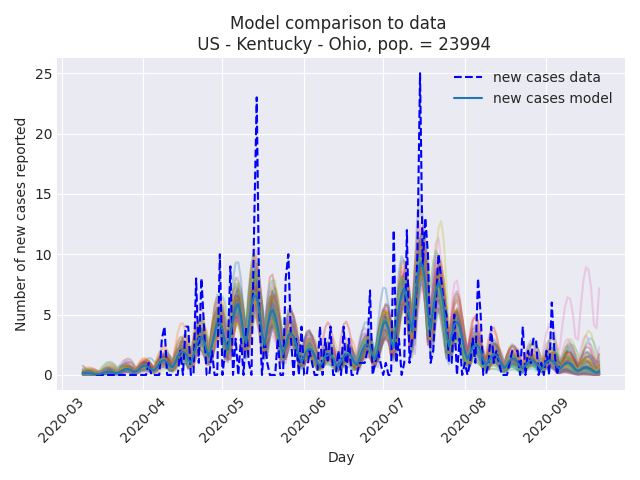 Model comparison to data
US - Kentucky - Ohio, pop. = 23994
Number of new cases reported
25
20
15
10
5
0
new cases data
new cases model
2020-03
2020-04
2020-05
2020-06
2020-07
2020-08
2020-09
Day